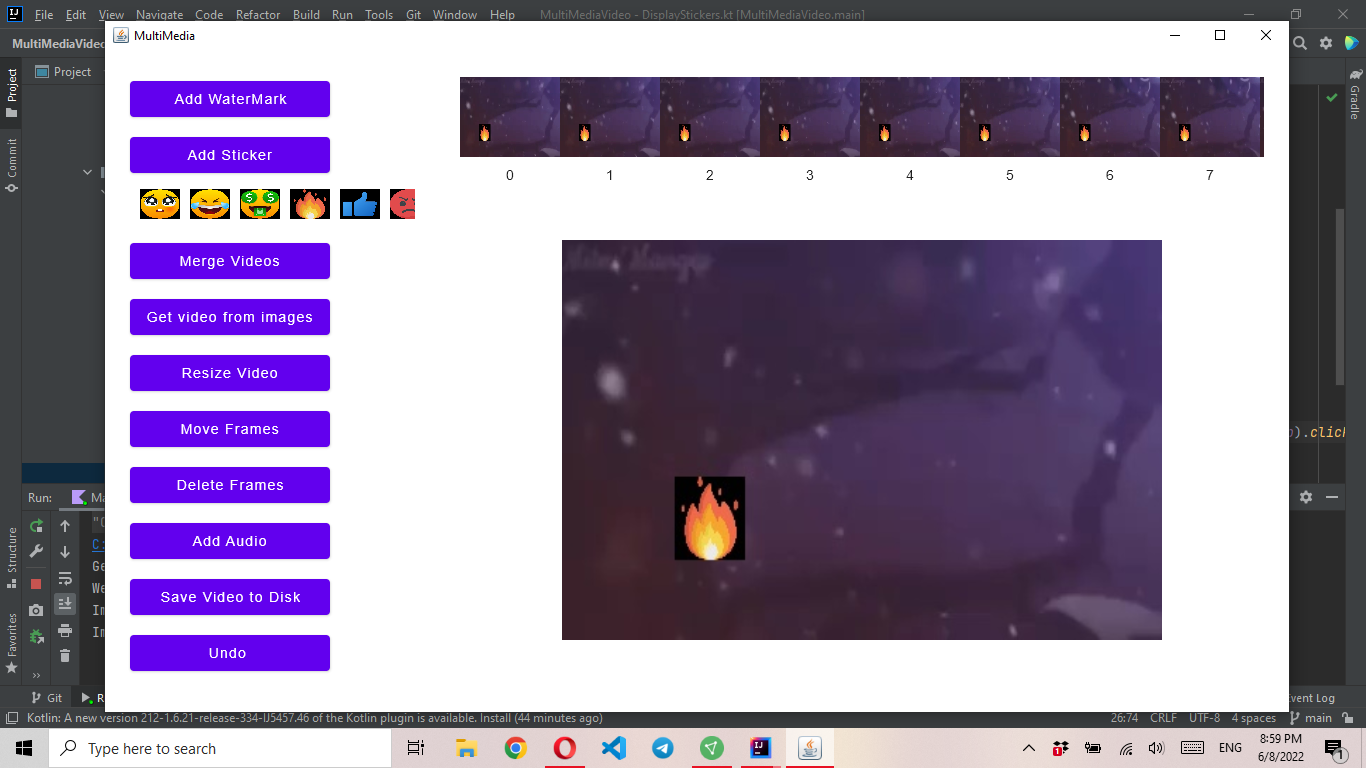 File Edit View Navigate Code Refactor Build Run Tools Git Window Help MultiMediaVideo - DisplayStickers.kt [MultiMediaVideo.main]
MultiMediaVideo
MultiMedia
Project
Project
Commit
Structure
Favorites
Gradle
Add WaterMark
Add Sticker
Merge Videos
Get video from images
Resize Video
Move Frames
Delete Frames
Add Audio
Save Video to Disk
Undo
0 1 2 3 4 5 6 7
).click
Run:
Git
Event Log
Kotlin: A new version 212-1.6.21-release-334-IJ5457.46 of the Kotlin plugin is available. Install (44 minutes ago)
26:74 CRLF UTF-8 4 spaces main
Type here to search
ENG
8:59 PM
6/8/2022
1
1